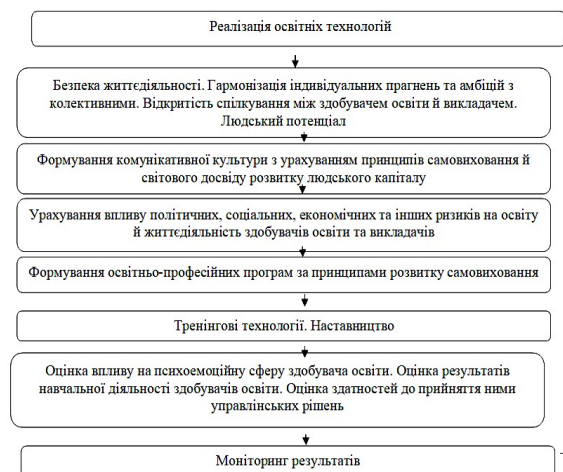 Реалізація освітніх технологій
Безпека життєдіяльності. Гармонізація індивідуальних прагнень та амбіцій з
колективними. Відкритість спілкування між здобувачем освіти й викладачем.
Людський потенціал
Формування комунікативної культури з урахуванням принципів самовиховання й
світового досвіду розвитку людського капіталу
Урахування впливу політичних, соціальних, економічних та інших ризиків на освіту
й життєдіяльність здобувачів освіти та викладачів
Формування освітньо-професійних програм за принципами розвитку самовиховання
Тренінгові технології. Наставництво
Оцінка впливу на психоемоційну сферу здобувача освіти. Оцінка результатів
навчальної діяльності здобувачів освіти. Оцінка здатностей до прийняття ними
управлінських рішень
Моніторинг результатів